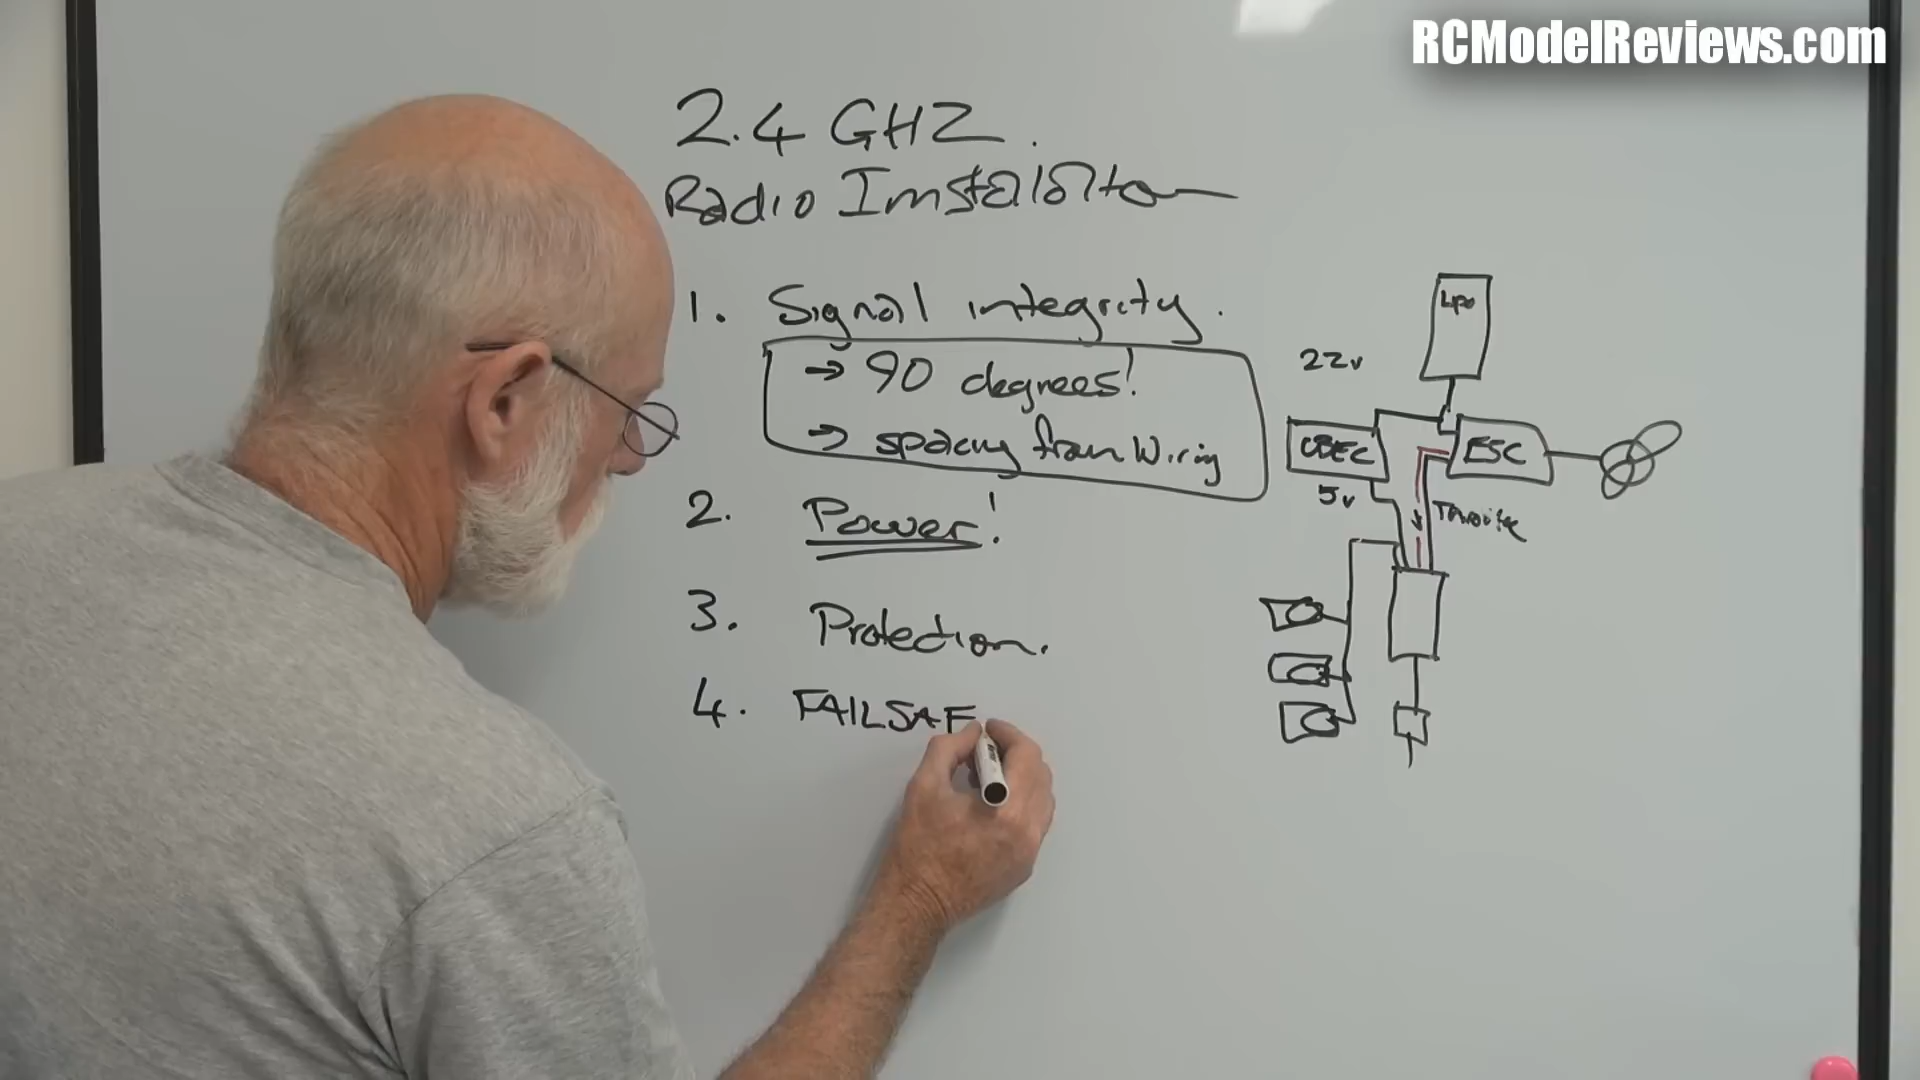 RCModelReviews.com
2.4 GHZ
Radio Installation
1. Signal integrity.
→ 90 degrees!
→ spacing from Wiring
2. Power!
3. Protection.
4. FAILSAF
Lipo
22v
UBEC
ESC
5v